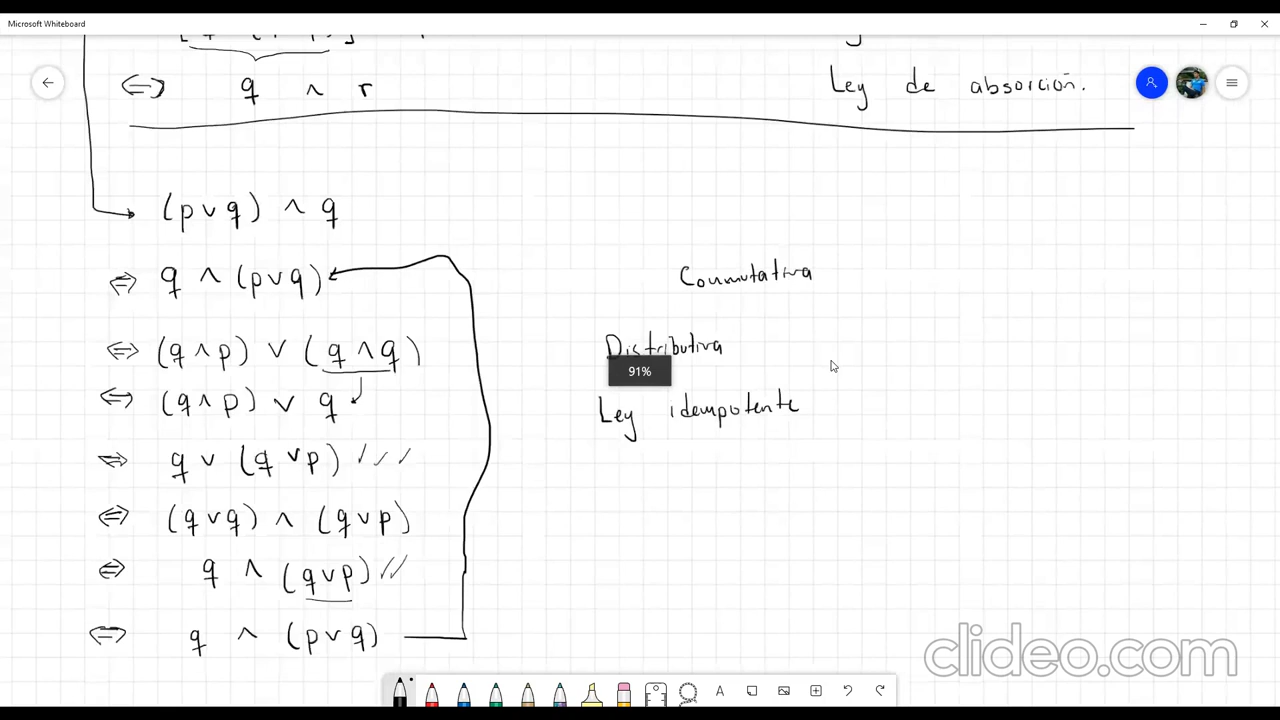 Microsoft Whiteboard
⇔ q ∧ r Ley de absorción.
(p ∨ q) ∧ q
⇔ q ∧ (p ∨ q) Conmutativa
⇔ (q ∧ p) ∨ (q ∧ q) Distributiva
91%
⇔ (q ∧ p) ∨ q Ley idempotente
⇔ q ∨ (q ∨ p) ///
⇔ (q ∨ q) ∧ (q ∨ p)
⇔ q ∧ (q ∨ p) //
⇔ q ∧ (p ∨ q)
clideo.com
A